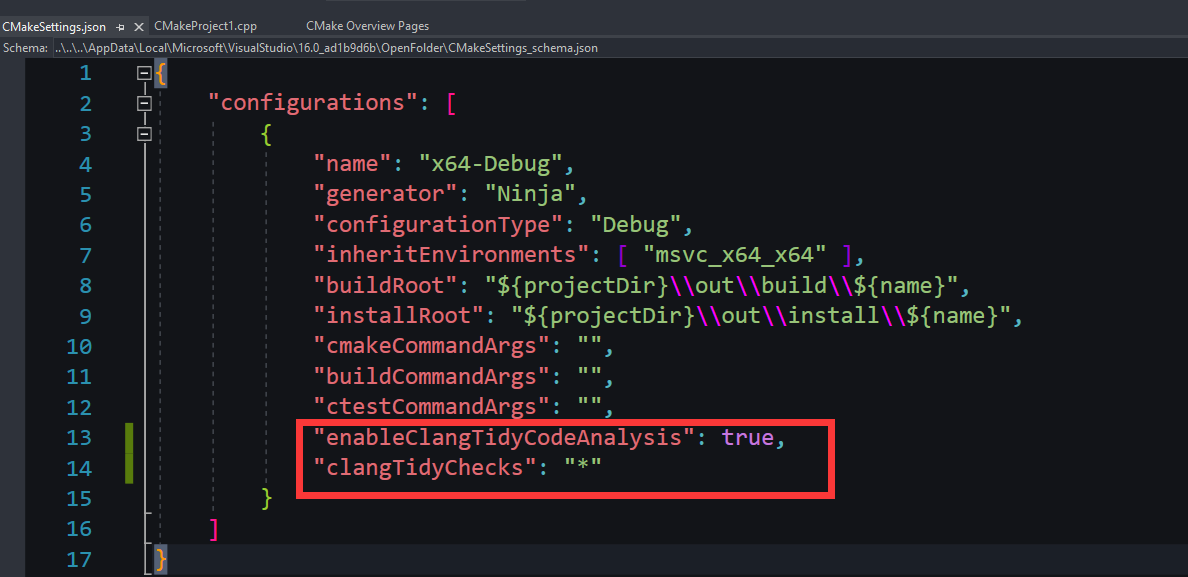 CMakeSettings.json CMakeProject1.cpp CMake Overview Pages
Schema: ..\..\..\AppData\Local\Microsoft\VisualStudio\16.0_ad1b9d6b\OpenFolder\CMakeSettings_schema.json
1 {
2 "configurations": [
3 {
4 "name": "x64-Debug",
5 "generator": "Ninja",
6 "configurationType": "Debug",
7 "inheritEnvironments": [ "msvc_x64_x64" ],
8 "buildRoot": "${projectDir}\\out\\build\\${name}",
9 "installRoot": "${projectDir}\\out\\install\\${name}",
10 "cmakeCommandArgs": "",
11 "buildCommandArgs": "",
12 "ctestCommandArgs": "",
13 "enableClangTidyCodeAnalysis": true,
14 "clangTidyChecks": "*"
15 }
16 ]
17 }